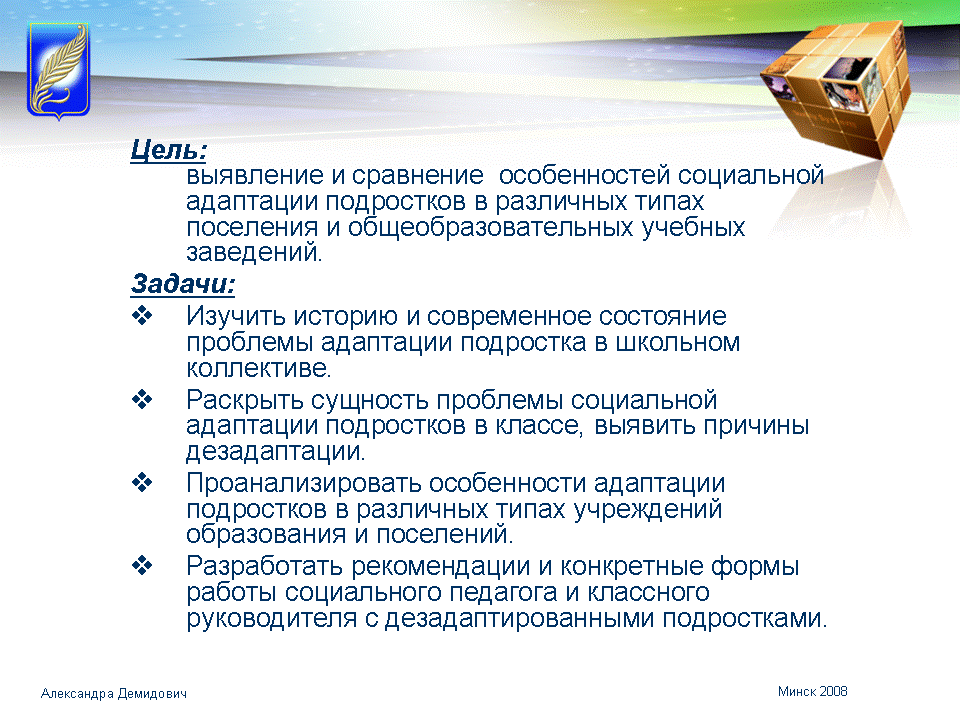 Цель:
выявление и сравнение  особенностей социальной
адаптации подростков в различных типах
поселения и общеобразовательных учебных
заведений.
Задачи:
❖ Изучить историю и современное состояние
проблемы адаптации подростка в школьном
коллективе.
❖ Раскрыть сущность проблемы социальной
адаптации подростков в классе, выявить причины
дезадаптации.
❖ Проанализировать особенности адаптации
подростков в различных типах учреждений
образования и поселений.
❖ Разработать рекомендации и конкретные формы
работы социального педагога и классного
руководителя с дезадаптированными подростками.
Александра Демидович
Минск 2008